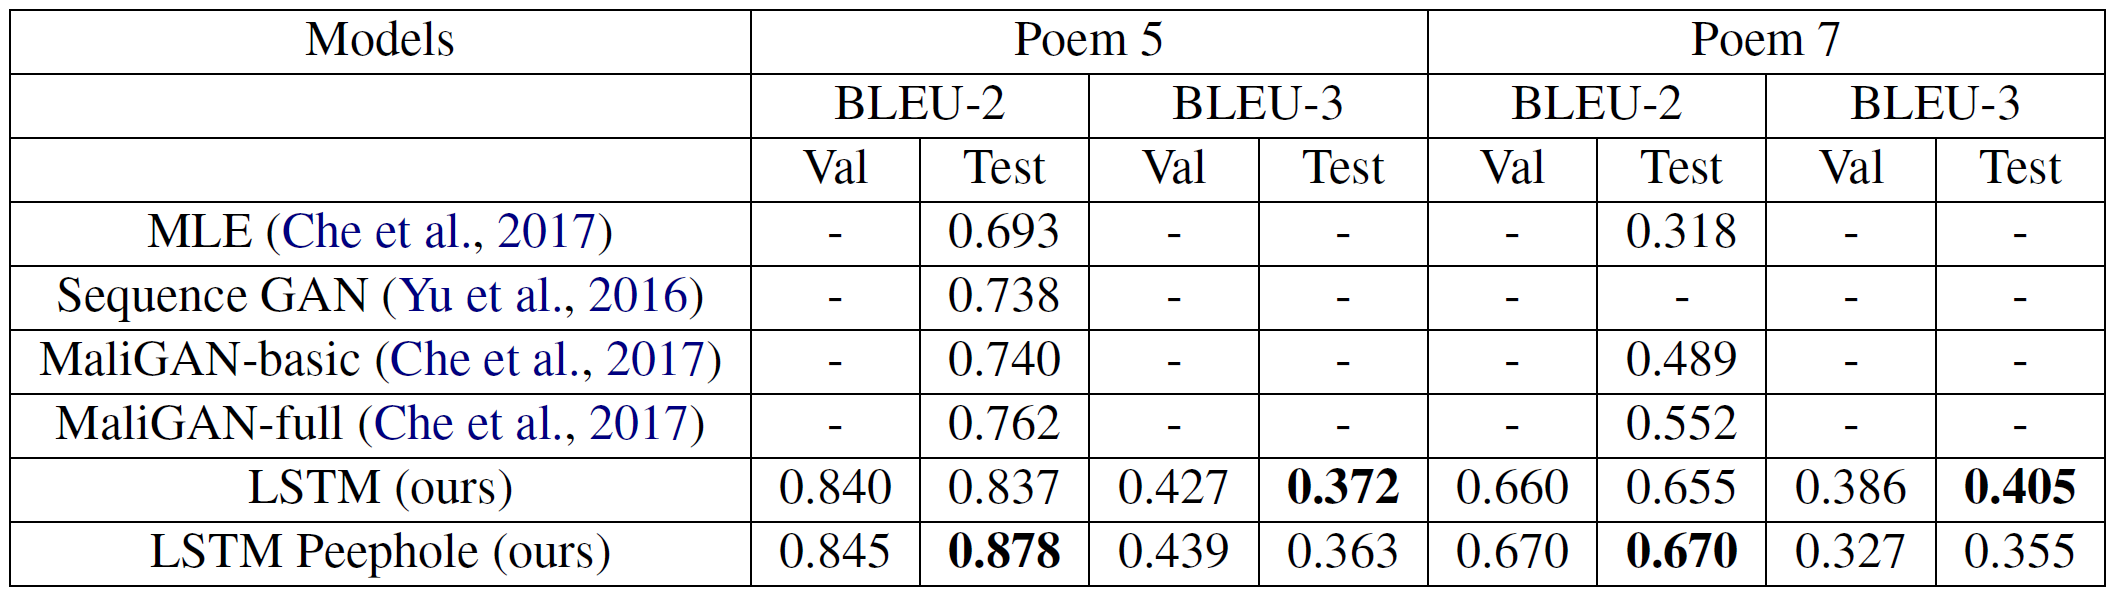 Models Poem 5 Poem 7
BLEU-2 BLEU-3 BLEU-2 BLEU-3
Val Test Val Test Val Test Val Test
MLE (Che et al., 2017) - 0.693 - - - 0.318 - -
Sequence GAN (Yu et al., 2016) - 0.738 - - - - - -
MaliGAN-basic (Che et al., 2017) - 0.740 - - - 0.489 - -
MaliGAN-full (Che et al., 2017) - 0.762 - - - 0.552 - -
LSTM (ours) 0.840 0.837 0.427 0.372 0.660 0.655 0.386 0.405
LSTM Peephole (ours) 0.845 0.878 0.439 0.363 0.670 0.670 0.327 0.355